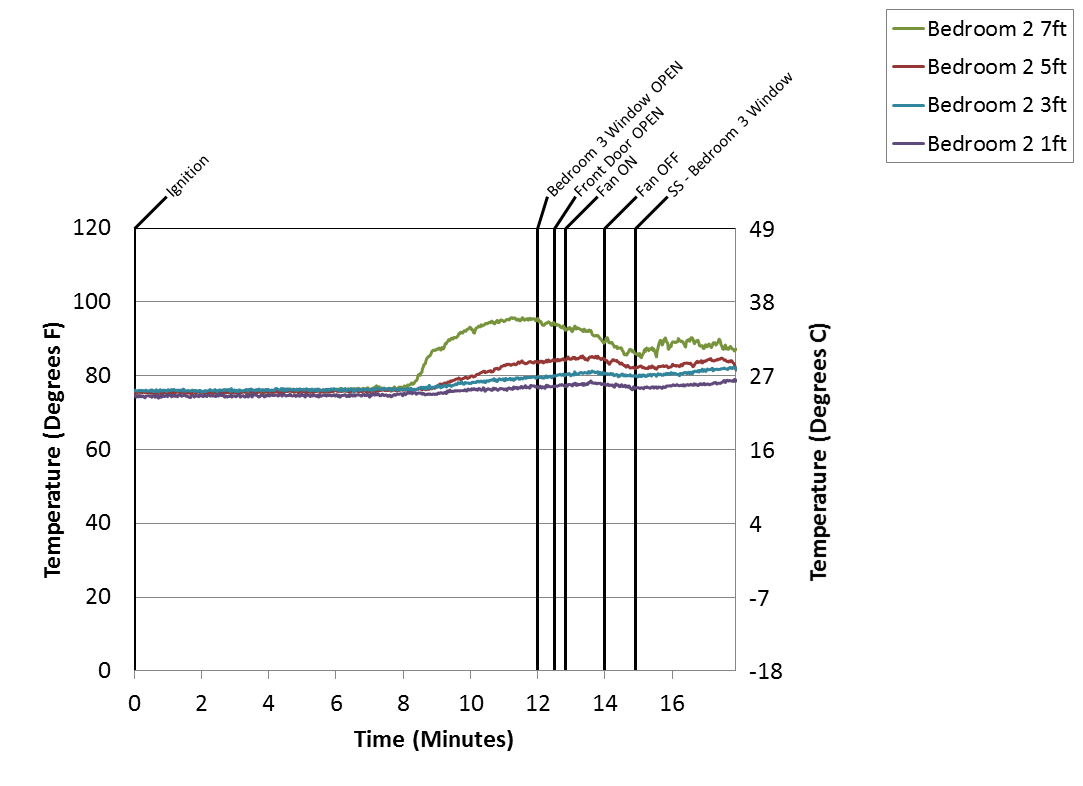 Bedroom 2 7ft
Bedroom 2 5ft
Bedroom 2 3ft
Bedroom 2 1ft
Ignition
Bedroom 3 Window OPEN
Front Door OPEN
Fan ON
Fan OFF
SS - Bedroom 3 Window
Temperature (Degrees F)
120
100
80
60
40
20
0
49
38
27
16
4
-7
-18
Temperature (Degrees C)
0 2 4 6 8 10 12 14 16
Time (Minutes)